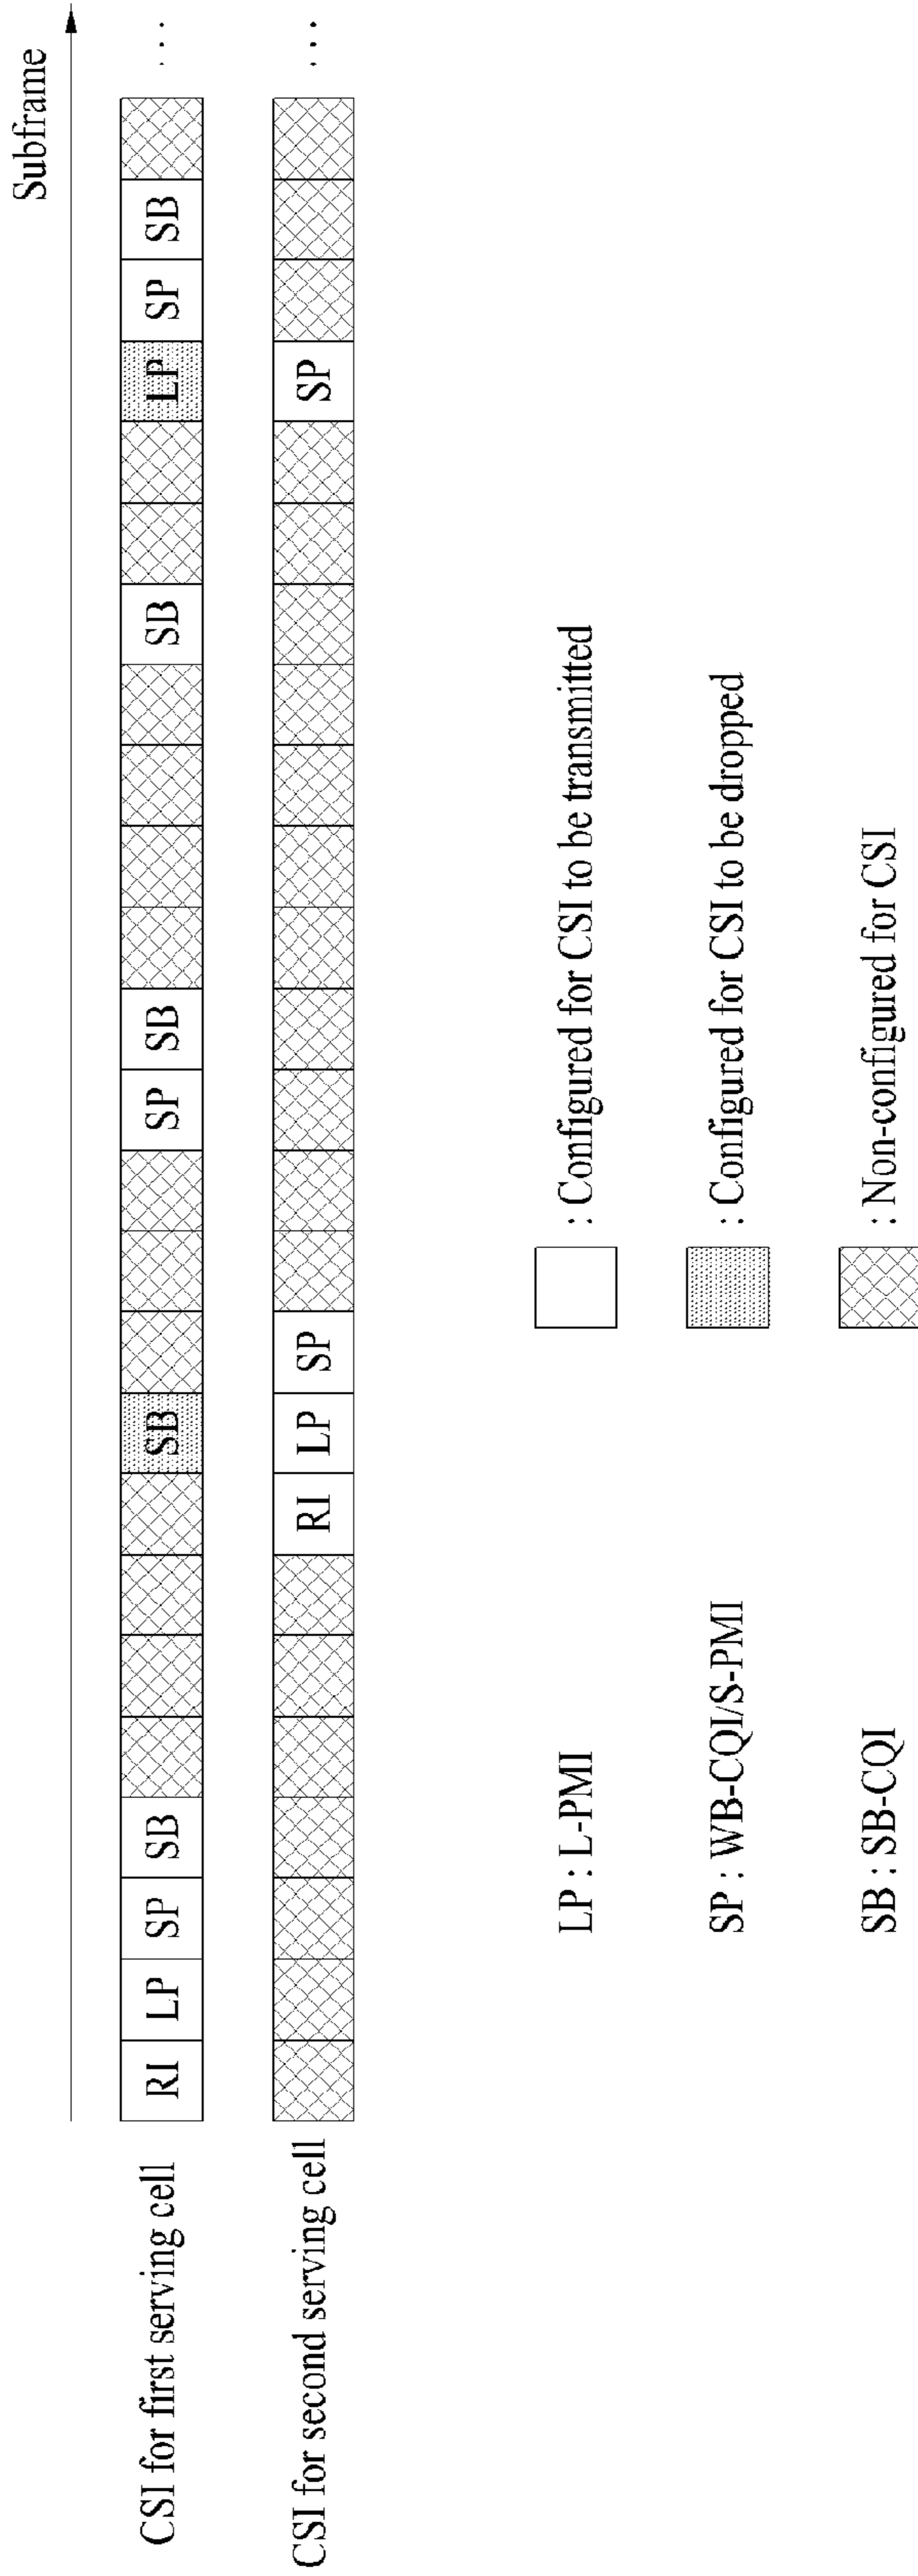 Subframe
CSI for first serving cell RI LP SP SB SB SP SB SB LP SP SB ...
CSI for second serving cell RI LP SP SP ...
LP : L-PMI : Configured for CSI to be transmitted
SP : WB-CQI/S-PMI : Configured for CSI to be dropped
SB : SB-CQI : Non-configured for CSI